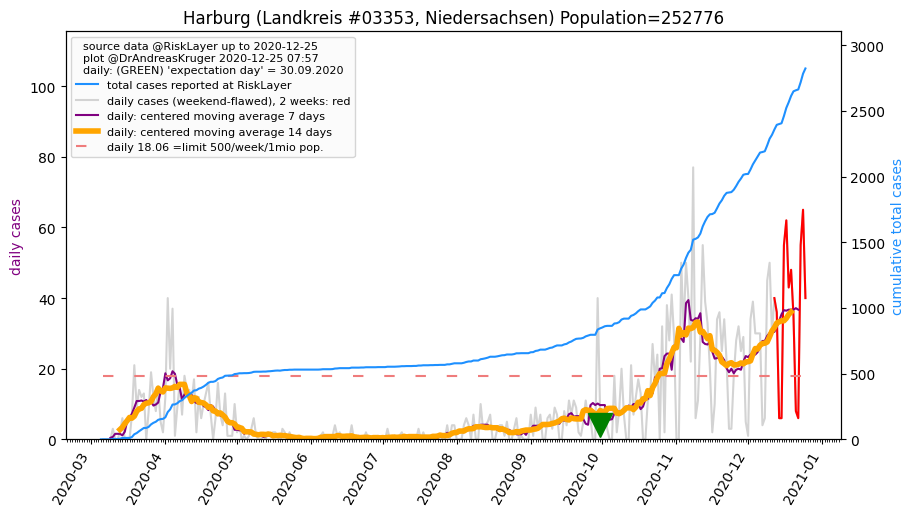 Harburg (Landkreis #03353, Niedersachsen) Population=252776
source data @RiskLayer up to 2020-12-25
plot @DrAndreasKruger 2020-12-25 07:57
daily: (GREEN) 'expectation day' = 30.09.2020
total cases reported at RiskLayer
daily cases (weekend-flawed), 2 weeks: red
daily: centered moving average 7 days
daily: centered moving average 14 days
daily 18.06 =limit 500/week/1mio pop.
daily cases
0
20
40
60
80
100
cumulative total cases
0
500
1000
1500
2000
2500
3000
2020-03
2020-04
2020-05
2020-06
2020-07
2020-08
2020-09
2020-10
2020-11
2020-12
2021-01